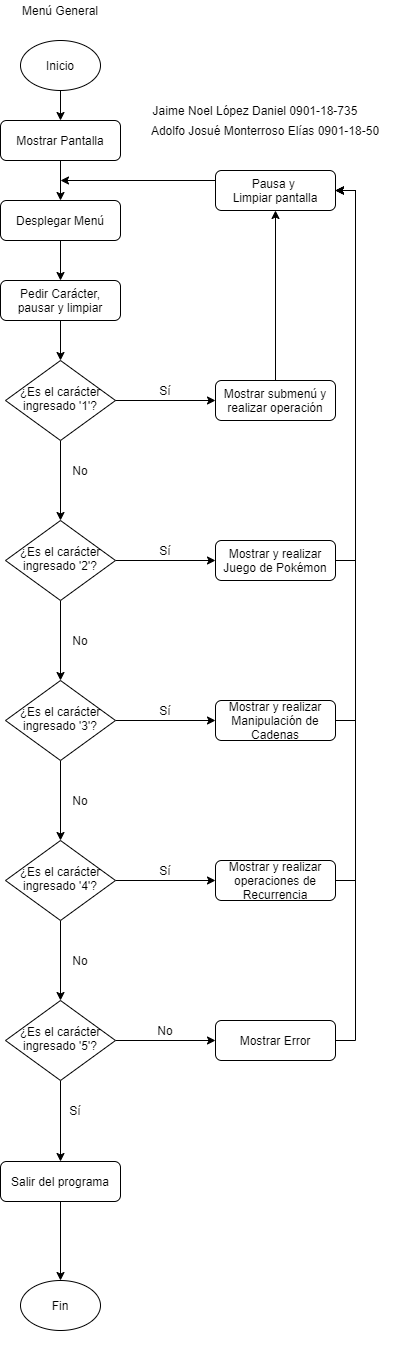 Menú General
Inicio
Jaime Noel López Daniel 0901-18-735
Adolfo Josué Monterroso Elías 0901-18-50
Mostrar Pantalla
Pausa y
Limpiar pantalla
Desplegar Menú
Pedir Carácter,
pausar y limpiar
¿Es el carácter
ingresado '1'?
Sí
Mostrar submenú y
realizar operación
No
¿Es el carácter
ingresado '2'?
Sí
Mostrar y realizar
Juego de Pokémon
No
¿Es el carácter
ingresado '3'?
Sí
Mostrar y realizar
Manipulación de
Cadenas
No
¿Es el carácter
ingresado '4'?
Sí
Mostrar y realizar
operaciones de
Recurrencia
No
¿Es el carácter
ingresado '5'?
No
Mostrar Error
Sí
Salir del programa
Fin